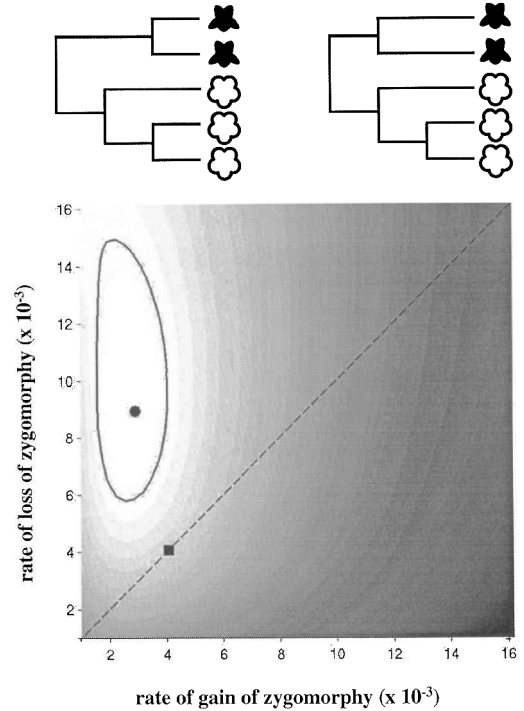 16
14
12
10
8
6
4
2
rate of loss of zygomorphy (x 10⁻³)
2 4 6 8 10 12 14 16
rate of gain of zygomorphy (x 10⁻³)